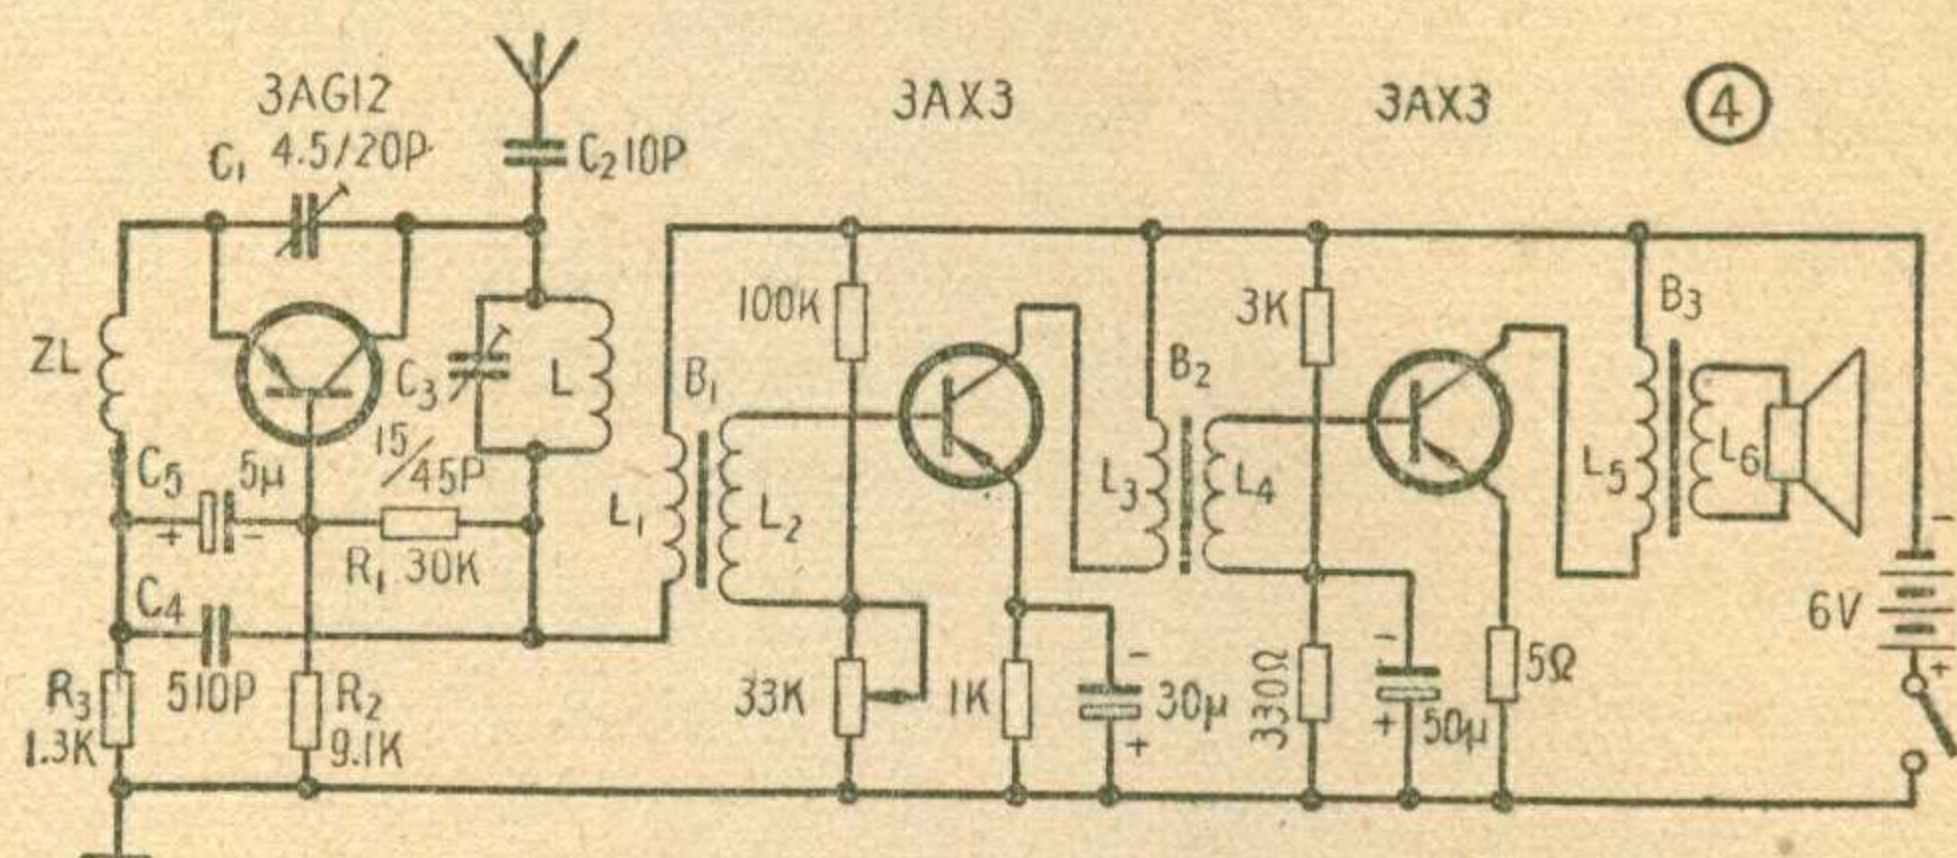 3AG12
3AX3
3AX3
4
C₁ 4.5/20P
C₂ 10P
ZL
C₃
15/45P
L
100K
3K
B₁
B₂
B₃
C₅ 5μ
+ -
R₁ 30K
L₁
L₂
L₃
L₄
L₅
L₆
C₄
510P
6V
-
+
R₃
1.3K
R₂
9.1K
33K
1K
-
30μ
+
330Ω
-
50μ
+
5Ω